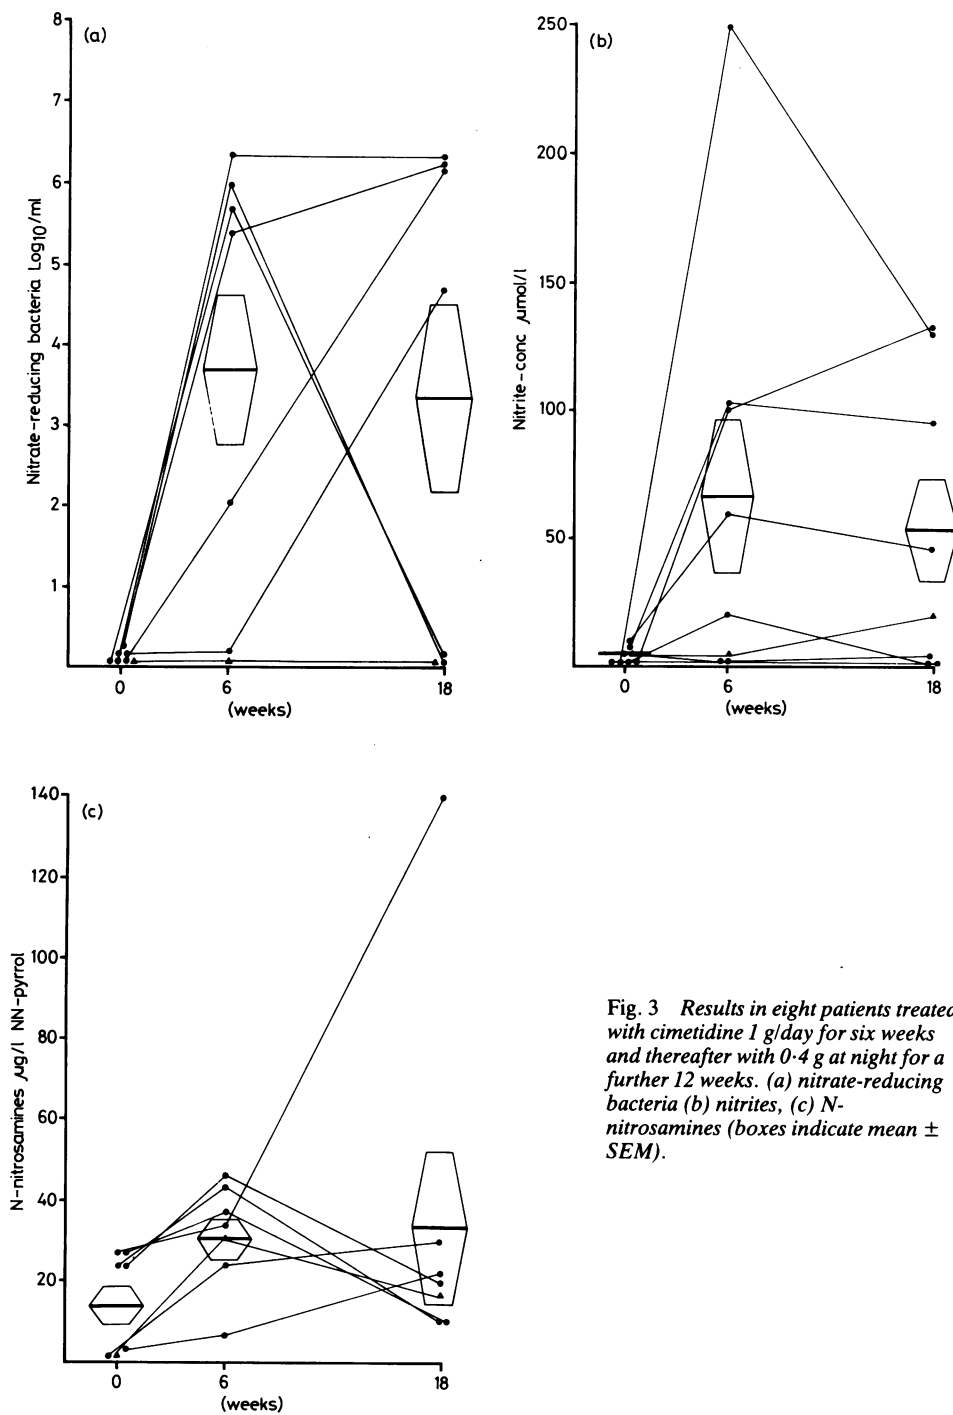 (a)
Nitrate-reducing bacteria Log10/ml
8
7
6
5
4
3
2
1
0
6
18
(weeks)
(b)
Nitrite-conc µmol/l
250
200
150
100
50
0
6
18
(weeks)
(c)
N-nitrosamines µg/l NN-pyrrol
140
120
100
80
60
40
20
0
6
18
(weeks)
Fig. 3 Results in eight patients treated
with cimetidine 1 g/day for six weeks
and thereafter with 0·4 g at night for a
further 12 weeks. (a) nitrate-reducing
bacteria (b) nitrites, (c) N-
nitrosamines (boxes indicate mean ±
SEM).